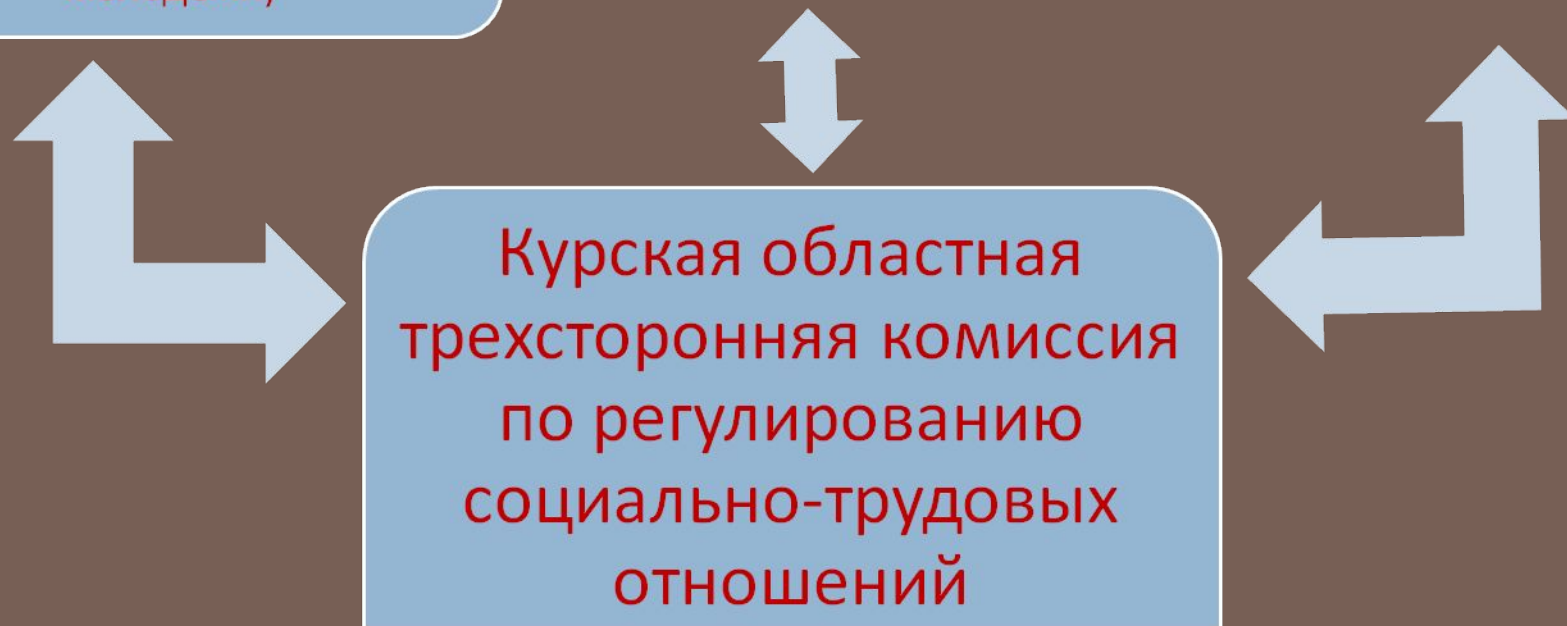 Курская областная
трехсторонняя комиссия
по регулированию
социально-трудовых
отношений